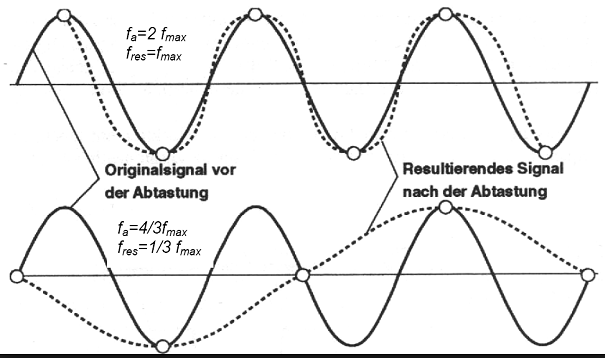 fa=2 fmax
fres=fmax
Originalsignal vor
der Abtastung
Resultierendes Signal
nach der Abtastung
fa=4/3fmax
fres=1/3 fmax